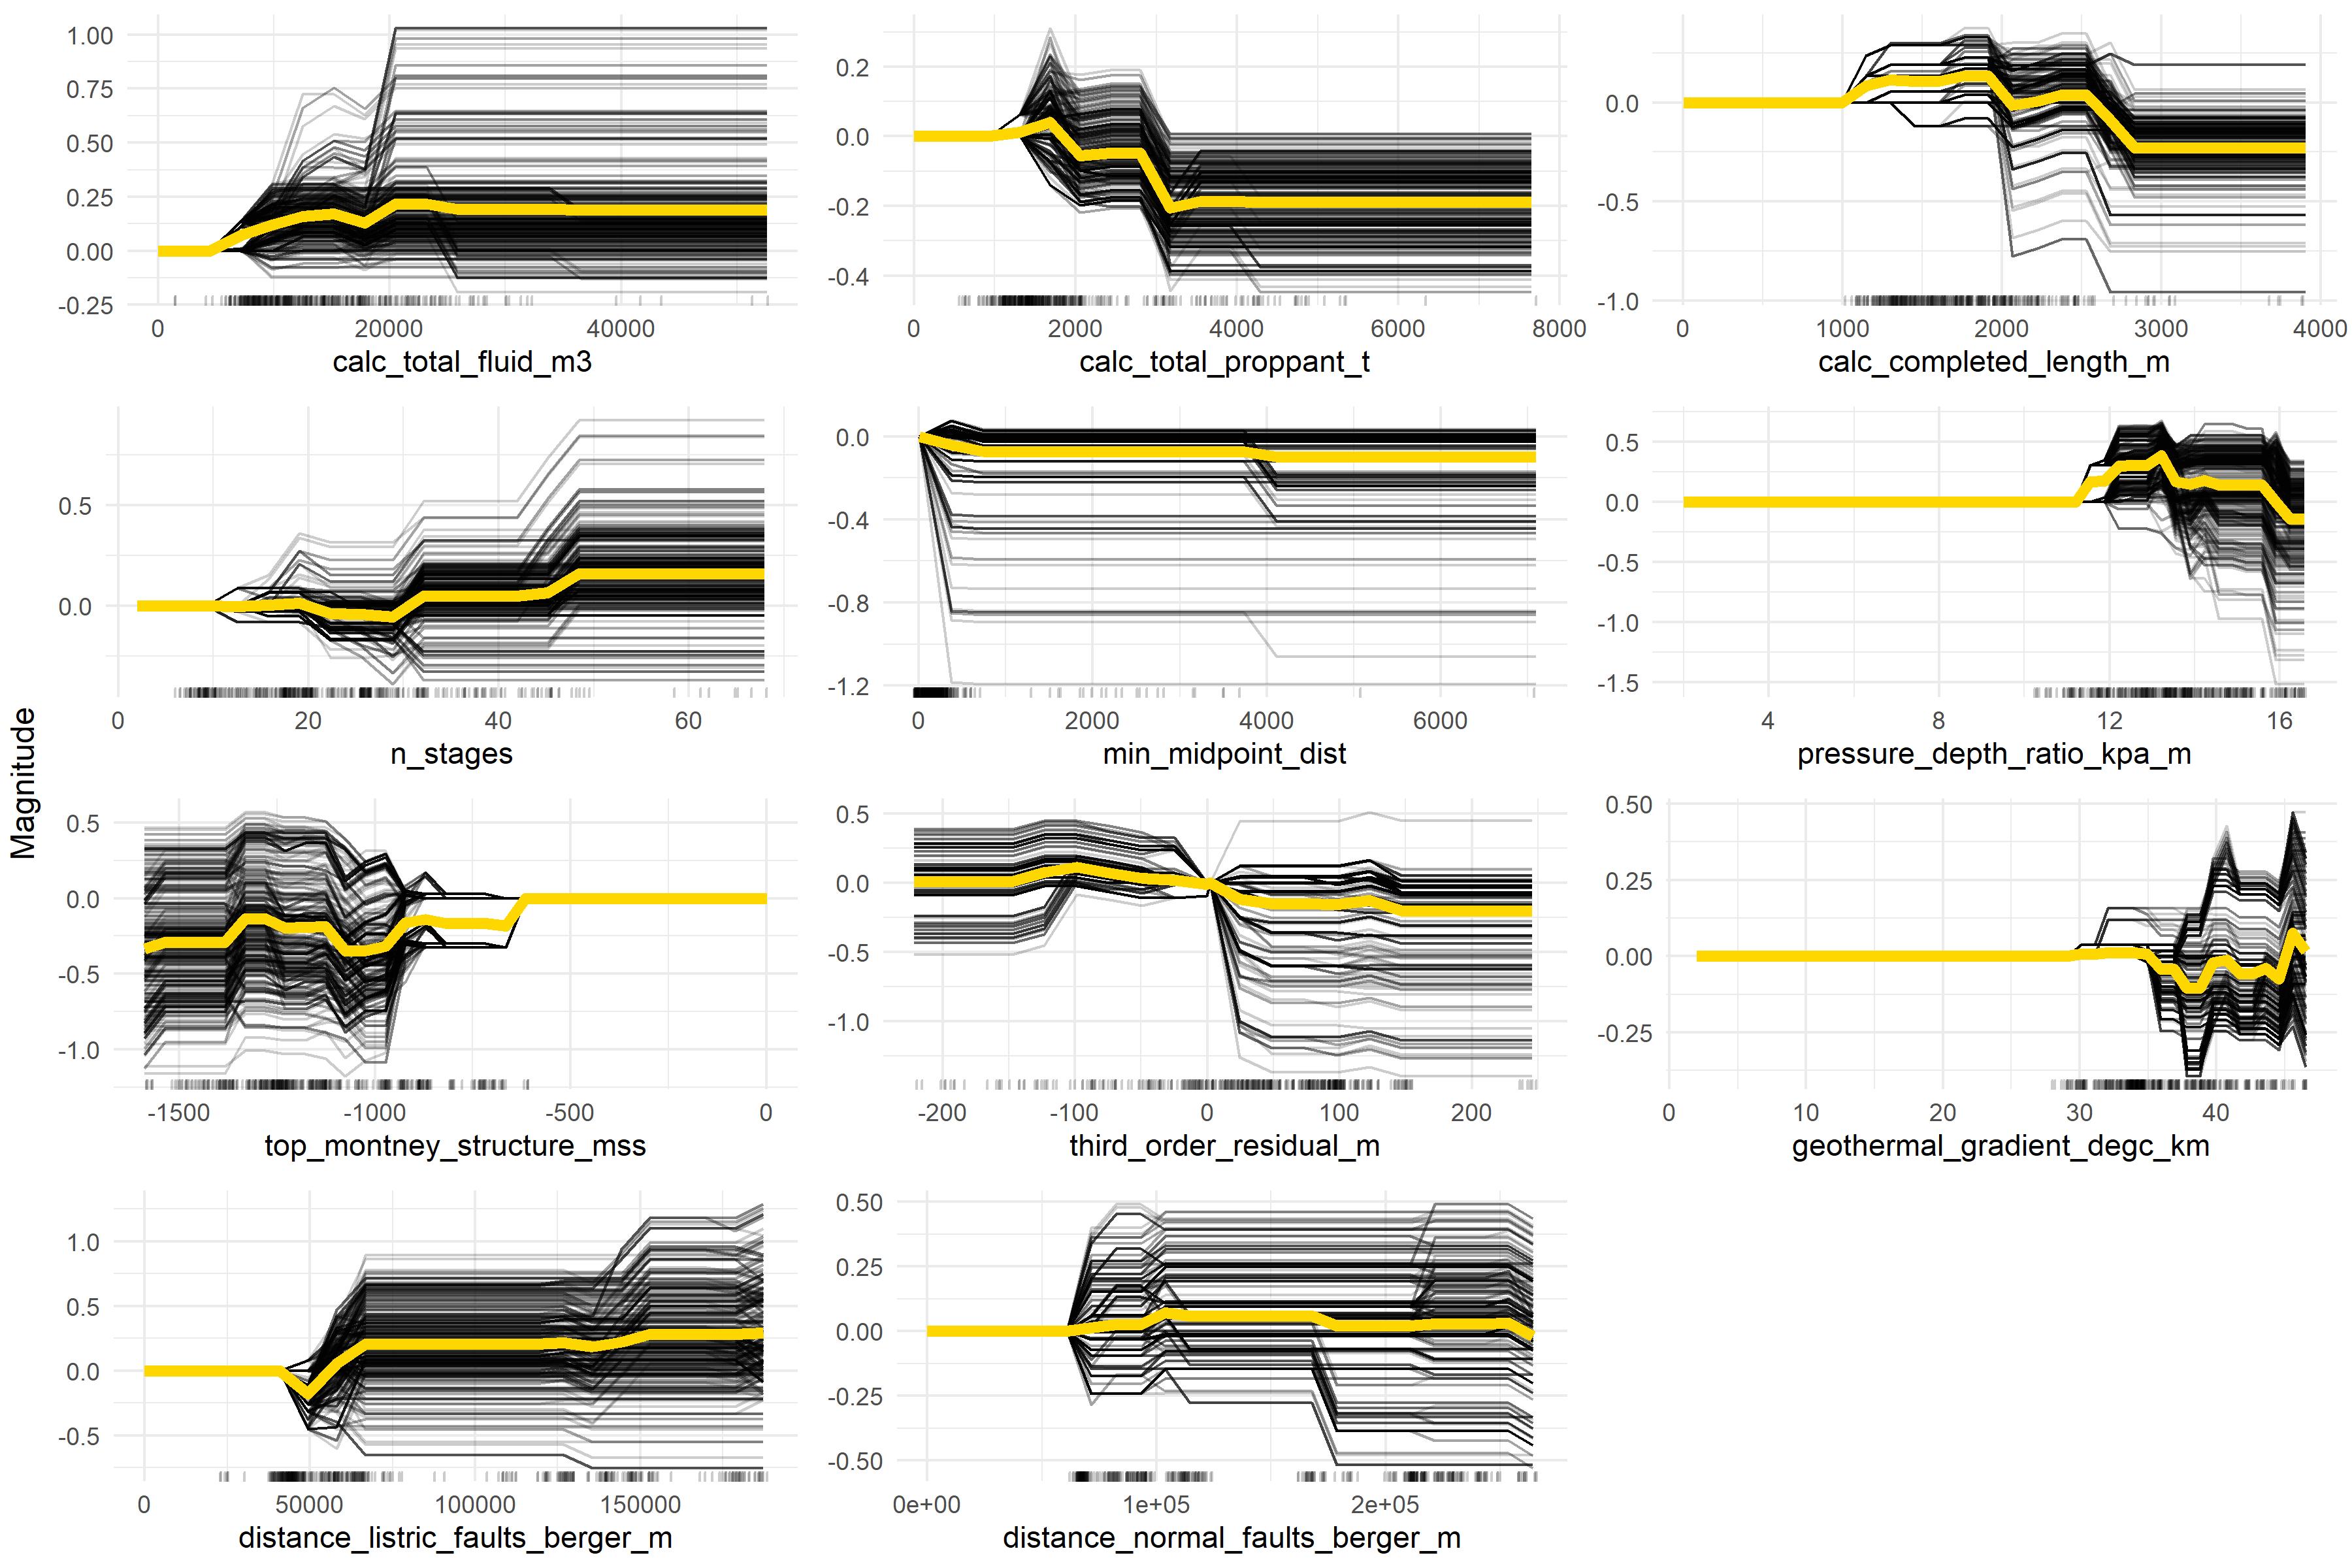 Magnitude
1.00
0.75
0.50
0.25
0.00
-0.25
0 20000 40000
calc_total_fluid_m3
0.2
0.0
-0.2
-0.4
0 2000 4000 6000 8000
calc_total_proppant_t
0.0
-0.5
-1.0
0 1000 2000 3000 4000
calc_completed_length_m
0.5
0.0
0 20 40 60
n_stages
0.0
-0.4
-0.8
-1.2
0 2000 4000 6000
min_midpoint_dist
0.5
0.0
-0.5
-1.0
-1.5
4 8 12 16
pressure_depth_ratio_kpa_m
0.5
0.0
-0.5
-1.0
-1500 -1000 -500 0
top_montney_structure_mss
0.5
0.0
-0.5
-1.0
-200 -100 0 100 200
third_order_residual_m
0.50
0.25
0.00
-0.25
0 10 20 30 40
geothermal_gradient_degc_km
1.0
0.5
0.0
-0.5
0 50000 100000 150000
distance_listric_faults_berger_m
0.50
0.25
0.00
-0.25
-0.50
0e+00 1e+05 2e+05
distance_normal_faults_berger_m